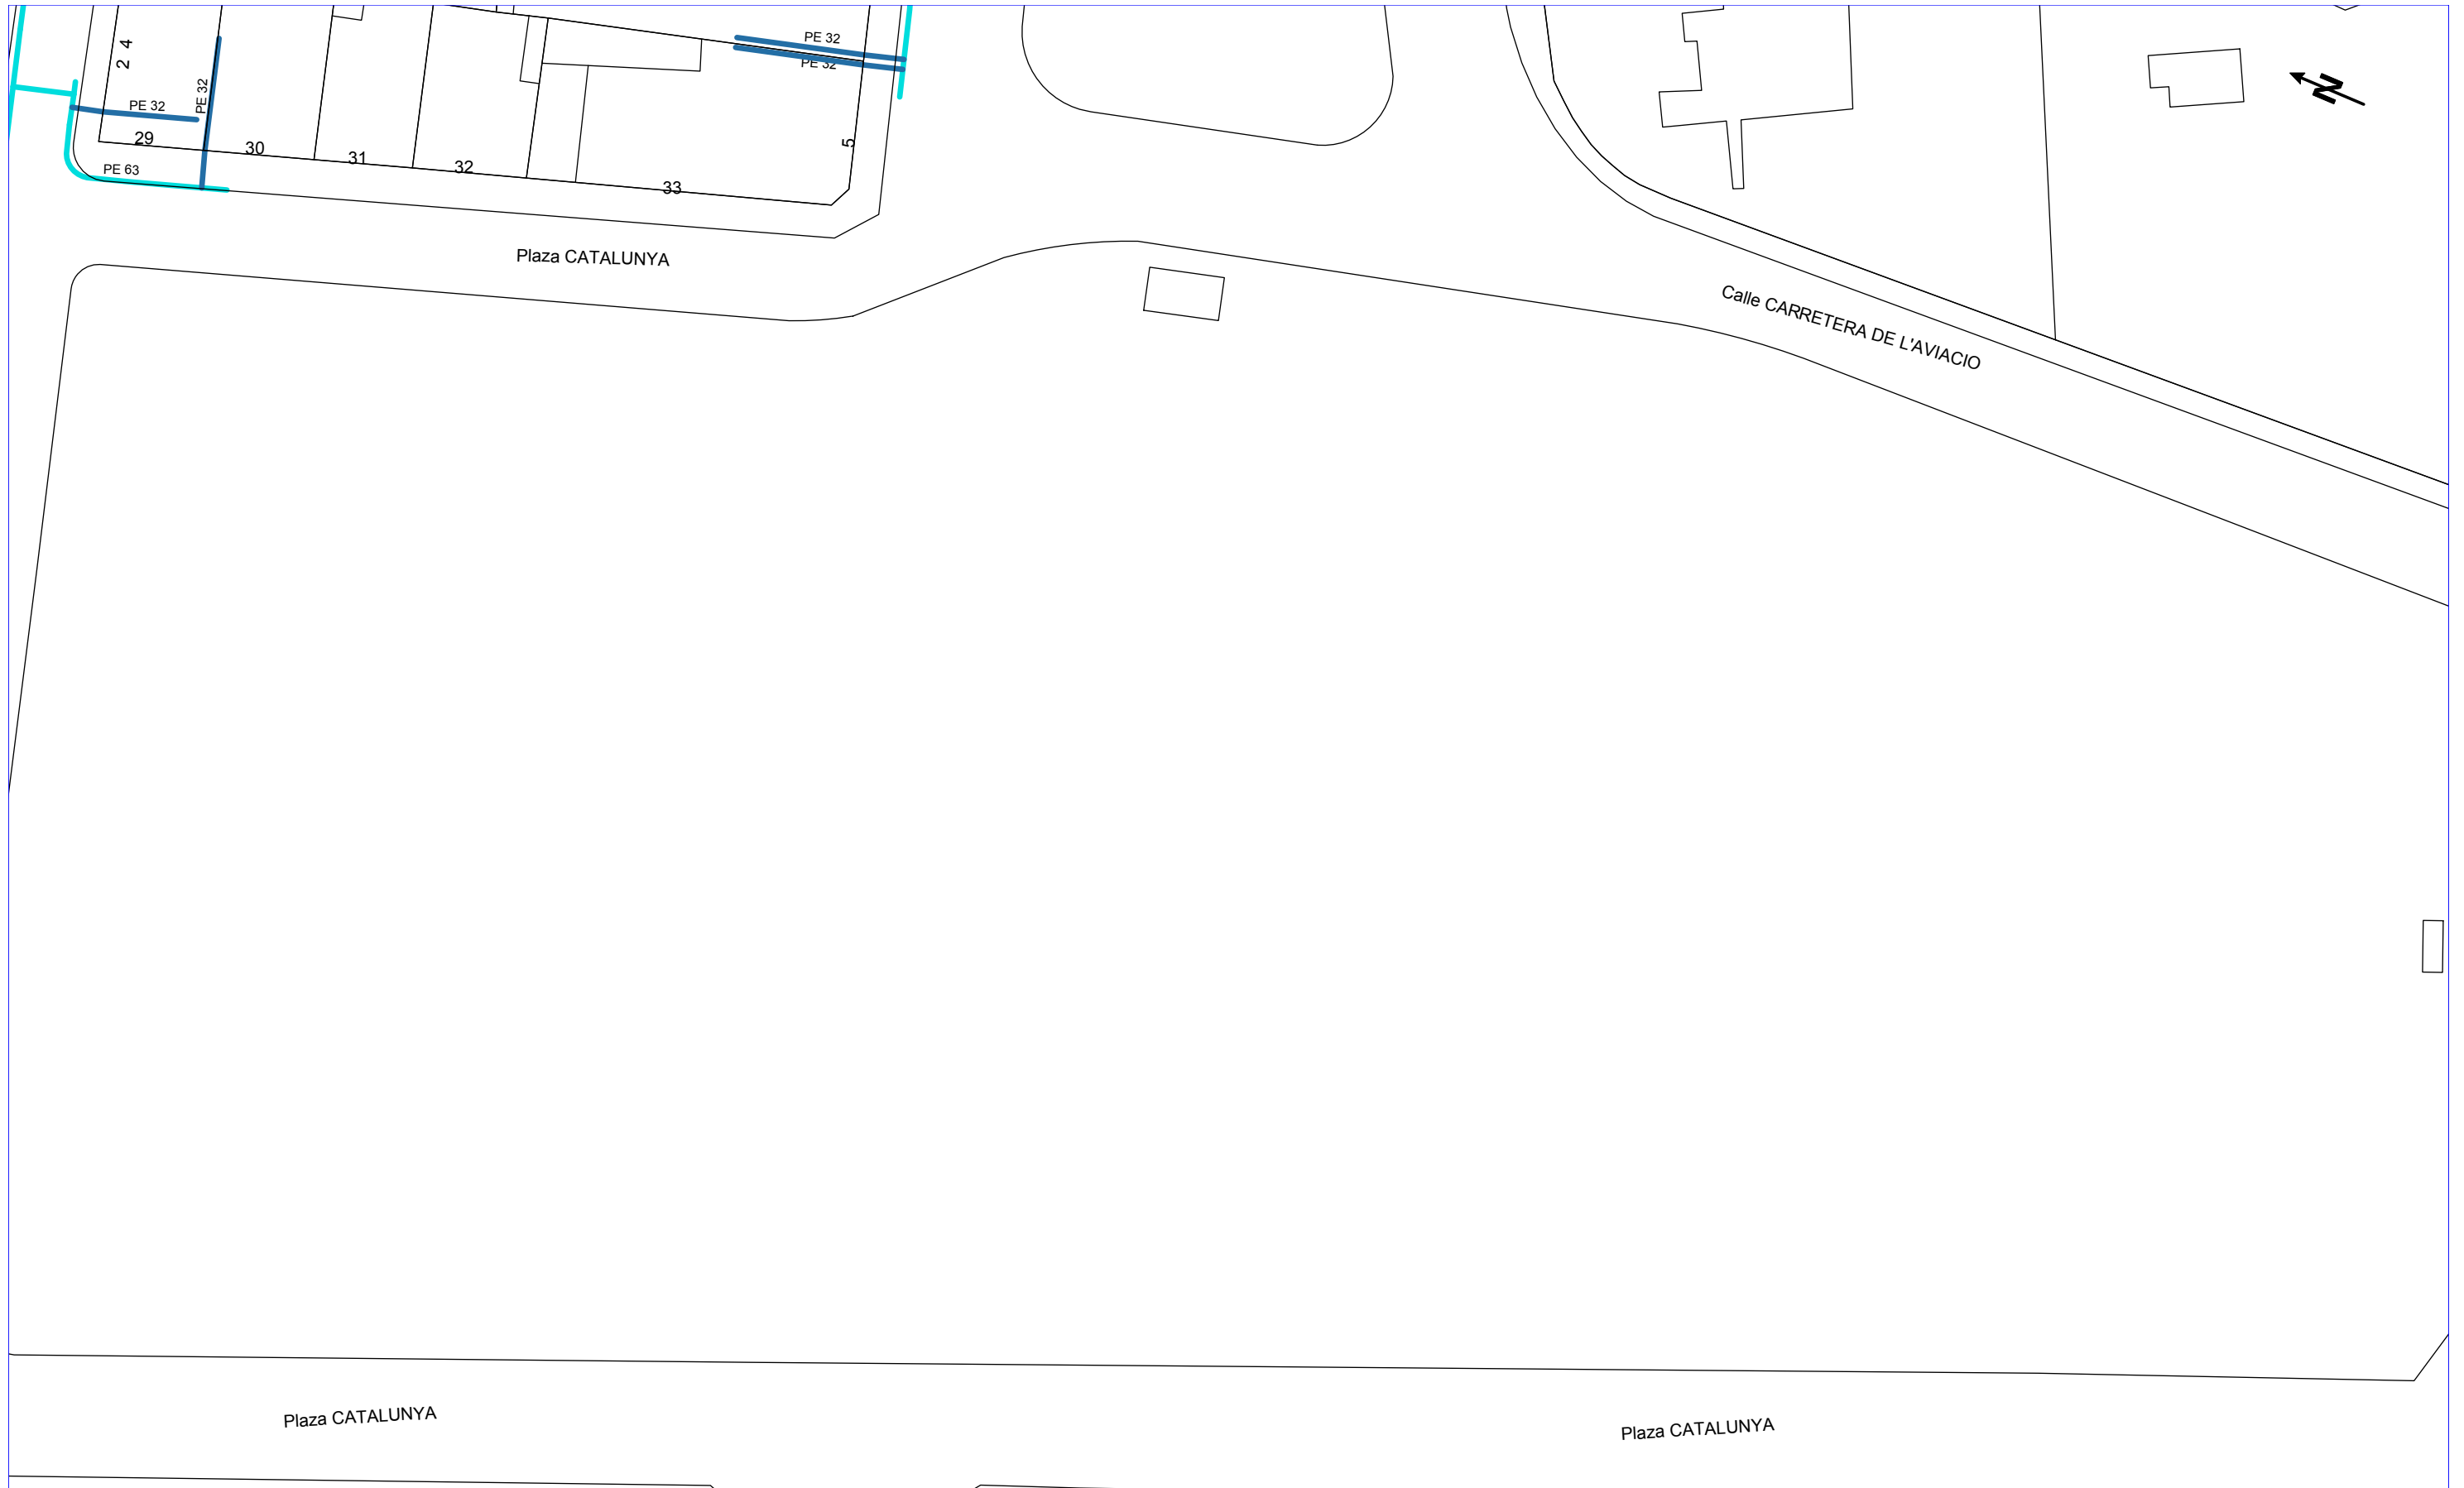 PE 32
PE 32
2 4
PE 32
PE 32
N
29
30
31
32
33
5
PE 63
Plaza CATALUNYA
Calle CARRETERA DE L'AVIACIO
Plaza CATALUNYA
Plaza CATALUNYA